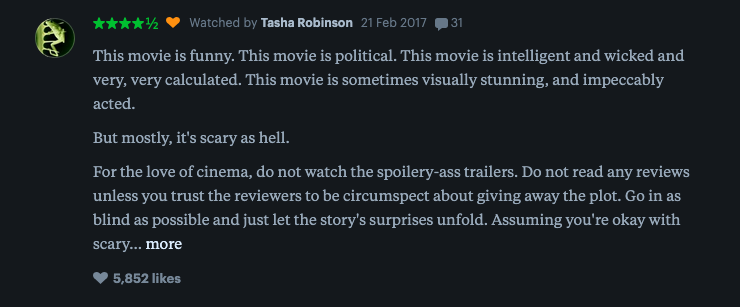 ★★★★½ Watched by Tasha Robinson 21 Feb 2017 31
This movie is funny. This movie is political. This movie is intelligent and wicked and
very, very calculated. This movie is sometimes visually stunning, and impeccably
acted.
But mostly, it's scary as hell.
For the love of cinema, do not watch the spoilery-ass trailers. Do not read any reviews
unless you trust the reviewers to be circumspect about giving away the plot. Go in as
blind as possible and just let the story's surprises unfold. Assuming you're okay with
scary... more
5,852 likes